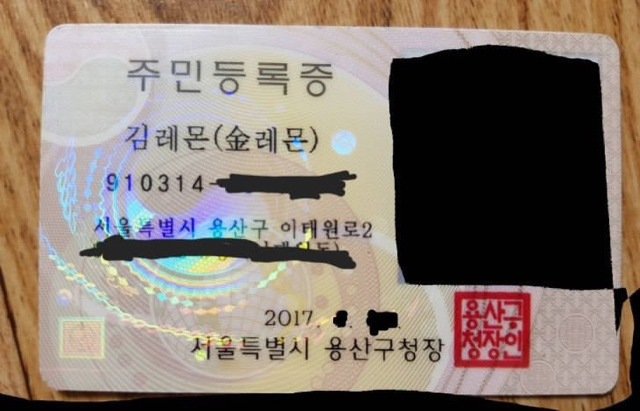 주민등록증
김레몬(金레몬)
910314-
서울특별시 용산구 이태원로2
2017.
서울특별시 용산구청장
용산구
청장인